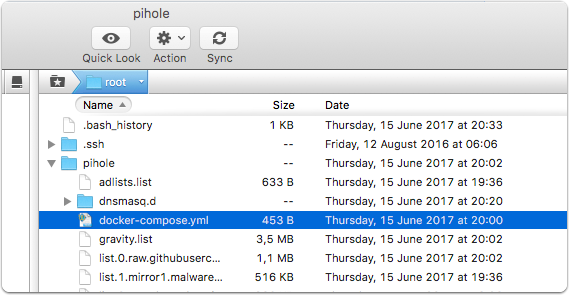 pihole
Quick Look Action Sync
root
Name Size Date
.bash_history 1 KB Thursday, 15 June 2017 at 20:33
.ssh -- Friday, 12 August 2016 at 06:06
pihole -- Thursday, 15 June 2017 at 20:02
adlists.list 633 B Thursday, 15 June 2017 at 19:36
dnsmasq.d -- Thursday, 15 June 2017 at 20:20
docker-compose.yml 453 B Thursday, 15 June 2017 at 20:00
gravity.list 3,5 MB Thursday, 15 June 2017 at 20:02
list.0.raw.githubuserc... 1,1 MB Thursday, 15 June 2017 at 20:02
list.1.mirror1.malware... 516 KB Thursday, 15 June 2017 at 19:36